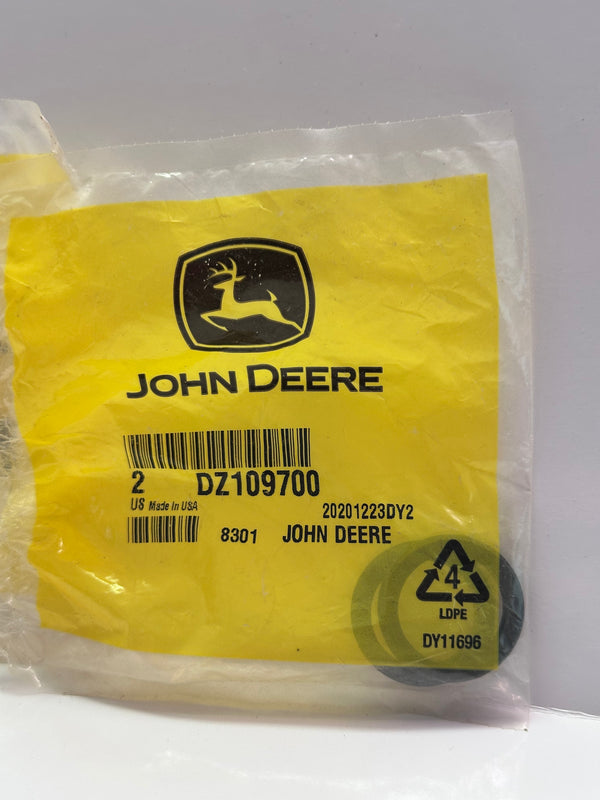 JOHN DEERE
2 DZ109700
US Made In USA
20201223DY2
8301 JOHN DEERE
4
LDPE
DY11696